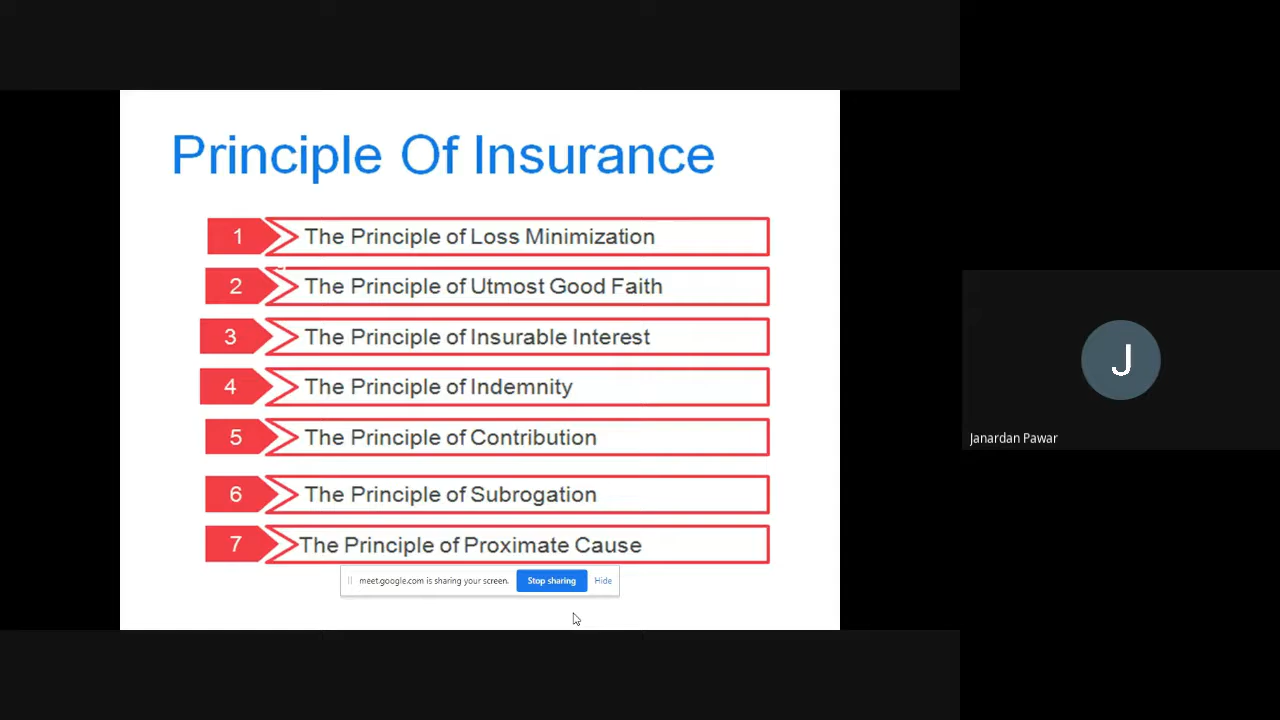 Principle Of Insurance
1 The Principle of Loss Minimization
2 The Principle of Utmost Good Faith
3 The Principle of Insurable Interest
4 The Principle of Indemnity
5 The Principle of Contribution
6 The Principle of Subrogation
7 The Principle of Proximate Cause
meet.google.com is sharing your screen. Stop sharing Hide
J
Janardan Pawar